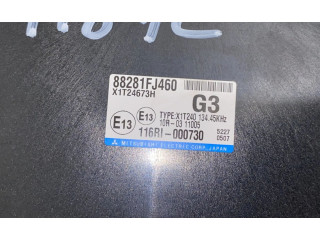 88281FJ460
X1T24673H
G3
E13 E13 TYPE:X1T240 134.45KHz
10R-03 11005
116RI-000730
5227
0507
MITSUBISHI ELECTRIC CORP. JAPAN